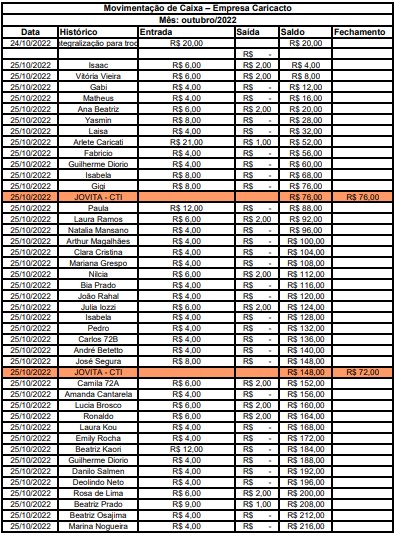 Movimentação de Caixa – Empresa Caricacto
Mês: outubro/2022
Data Histórico Entrada Saída Saldo Fechamento
24/10/2022 ntegralização para troc R$ 20,00 R$ 20,00
R$ -
25/10/2022 Isaac R$ 6,00 R$ 2,00 R$ 4,00
25/10/2022 Vitória Vieira R$ 6,00 R$ 2,00 R$ 8,00
25/10/2022 Gabi R$ 4,00 R$ - R$ 12,00
25/10/2022 Matheus R$ 4,00 R$ - R$ 16,00
25/10/2022 Ana Beatriz R$ 6,00 R$ 2,00 R$ 20,00
25/10/2022 Yasmin R$ 8,00 R$ - R$ 28,00
25/10/2022 Laisa R$ 4,00 R$ - R$ 32,00
25/10/2022 Arlete Caricati R$ 21,00 R$ 1,00 R$ 52,00
25/10/2022 Fabricio R$ 4,00 R$ - R$ 56,00
25/10/2022 Guilherme Diorio R$ 4,00 R$ - R$ 60,00
25/10/2022 Isabela R$ 8,00 R$ - R$ 68,00
25/10/2022 Gigi R$ 8,00 R$ - R$ 76,00
25/10/2022 JOVITA - CTI R$ 76,00 R$ 76,00
25/10/2022 Paula R$ 12,00 R$ - R$ 88,00
25/10/2022 Laura Ramos R$ 6,00 R$ 2,00 R$ 92,00
25/10/2022 Natalia Mansano R$ 4,00 R$ - R$ 96,00
25/10/2022 Arthur Magalhães R$ 4,00 R$ - R$ 100,00
25/10/2022 Clara Cristina R$ 4,00 R$ - R$ 104,00
25/10/2022 Mariana Grespo R$ 4,00 R$ - R$ 108,00
25/10/2022 Nilcia R$ 6,00 R$ 2,00 R$ 112,00
25/10/2022 Bia Prado R$ 4,00 R$ - R$ 116,00
25/10/2022 João Rahal R$ 4,00 R$ - R$ 120,00
25/10/2022 Julia Iozzi R$ 6,00 R$ 2,00 R$ 124,00
25/10/2022 Isabela R$ 4,00 R$ - R$ 128,00
25/10/2022 Pedro R$ 4,00 R$ - R$ 132,00
25/10/2022 Carlos 72B R$ 4,00 R$ - R$ 136,00
25/10/2022 André Betetto R$ 4,00 R$ - R$ 140,00
25/10/2022 José Segura R$ 8,00 R$ - R$ 148,00
25/10/2022 JOVITA - CTI R$ 148,00 R$ 72,00
25/10/2022 Camila 72A R$ 6,00 R$ 2,00 R$ 152,00
25/10/2022 Amanda Cantarela R$ 4,00 R$ - R$ 156,00
25/10/2022 Lucia Brosco R$ 6,00 R$ 2,00 R$ 160,00
25/10/2022 Ronaldo R$ 6,00 R$ 2,00 R$ 164,00
25/10/2022 Laura Kou R$ 4,00 R$ - R$ 168,00
25/10/2022 Emily Rocha R$ 4,00 R$ - R$ 172,00
25/10/2022 Beatriz Kaori R$ 12,00 R$ - R$ 184,00
25/10/2022 Guilherme Diorio R$ 4,00 R$ - R$ 188,00
25/10/2022 Danilo Salmen R$ 4,00 R$ - R$ 192,00
25/10/2022 Deolindo Neto R$ 4,00 R$ - R$ 196,00
25/10/2022 Rosa de Lima R$ 6,00 R$ 2,00 R$ 200,00
25/10/2022 Beatriz Prado R$ 9,00 R$ 1,00 R$ 208,00
25/10/2022 Beatriz Osajima R$ 4,00 R$ - R$ 212,00
25/10/2022 Marina Nogueira R$ 4,00 R$ - R$ 216,00